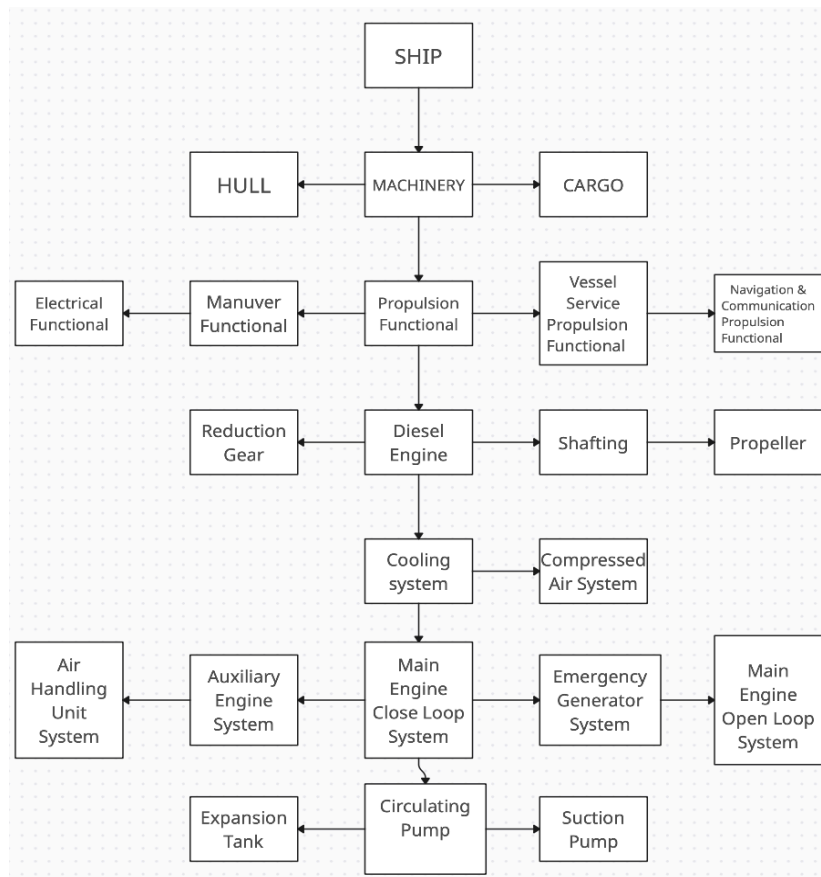 SHIP
HULL
MACHINERY
CARGO
Electrical
Functional
Manuver
Functional
Propulsion
Functional
Vessel
Service
Propulsion
Functional
Navigation &
Communication
Propulsion
Functional
Reduction
Gear
Diesel
Engine
Shafting
Propeller
Cooling
system
Compressed
Air System
Air
Handling
Unit
System
Auxiliary
Engine
System
Main
Engine
Close Loop
System
Emergency
Generator
System
Main
Engine
Open Loop
System
Expansion
Tank
Circulating
Pump
Suction
Pump